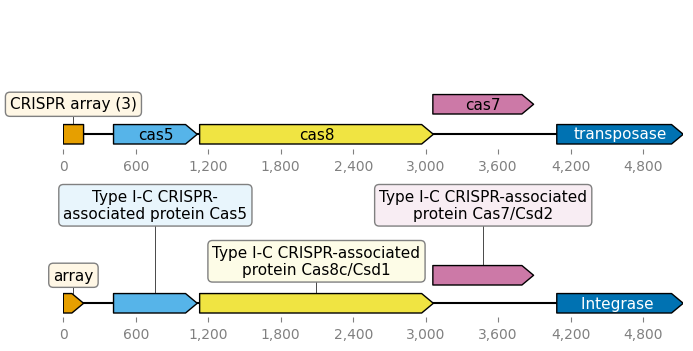 CRISPR array (3)
cas7
cas5
cas8
transposase
0 600 1,200 1,800 2,400 3,000 3,600 4,200 4,800
Type I-C CRISPR-
associated protein Cas5
Type I-C CRISPR-associated
protein Cas7/Csd2
Type I-C CRISPR-associated
protein Cas8c/Csd1
array
Integrase
0 600 1,200 1,800 2,400 3,000 3,600 4,200 4,800